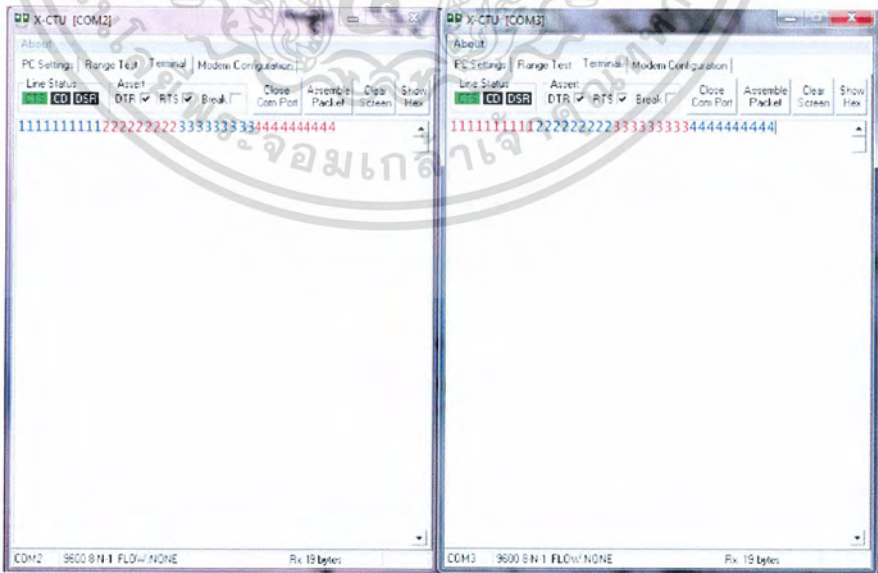 X-CTU [COM2]
About
PC Settings Range Test Terminal Modem Configuration
Line Status Assert
CTS CD DSR DTR RTS Break
Close Com Port
Assemble Packet
Clear Screen
Show Hex
1111111111222222222233333333334444444444
COM2 9600 8-N-1 FLOW:NONE Rx: 19 bytes
X-CTU [COM3]
About
PC Settings Range Test Terminal Modem Configuration
Line Status Assert
CTS CD DSR DTR RTS Break
Close Com Port
Assemble Packet
Clear Screen
Show Hex
1111111111222222222233333333334444444444
COM3 9600 8-N-1 FLOW:NONE Rx: 19 bytes